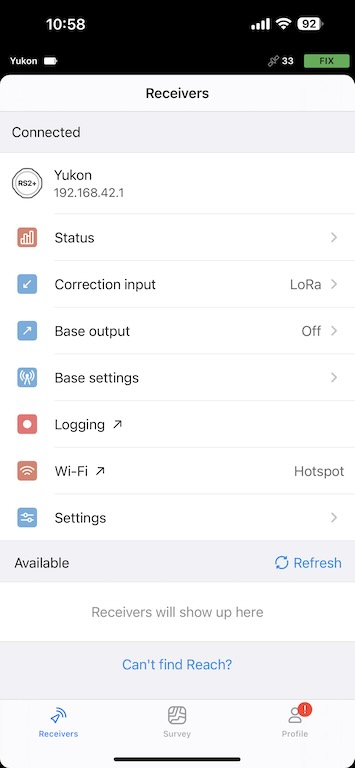 10:58
92
Yukon
33
FIX
Receivers
Connected
RS2+
Yukon
192.168.42.1
Status
Correction input LoRa
Base output Off
Base settings
Logging ↗
Wi-Fi ↗ Hotspot
Settings
Available Refresh
Receivers will show up here
Can't find Reach?
!
Receivers Survey Profile